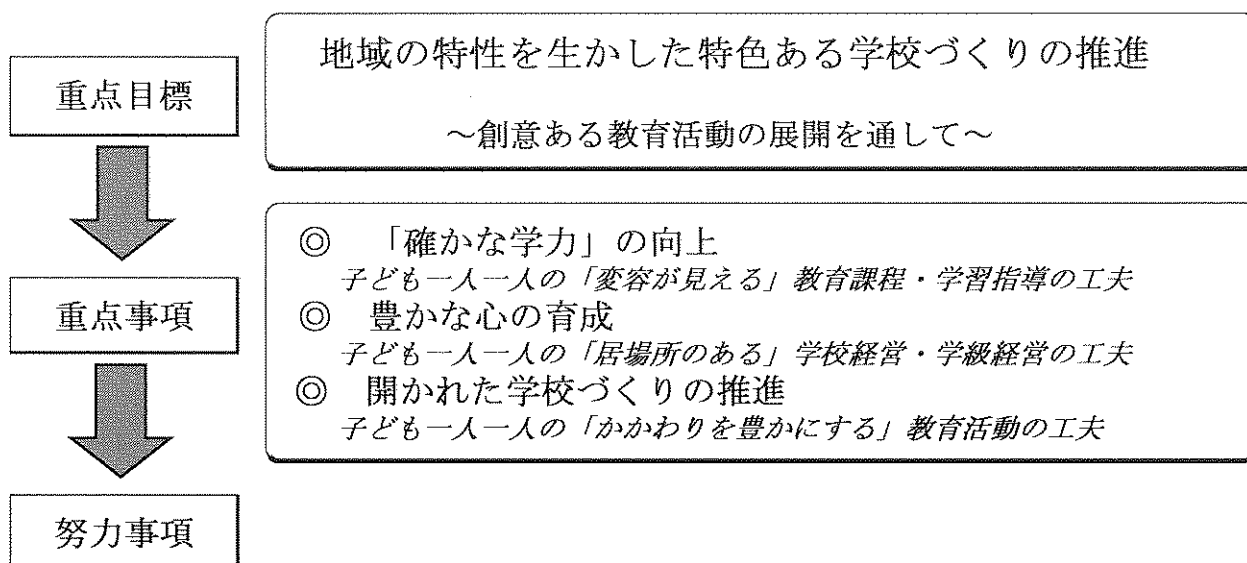 重点目標
地域の特性を生かした特色ある学校づくりの推進
～創意ある教育活動の展開を通して～
重点事項
◎ 「確かな学力」の向上
子ども一人一人の「変容が見える」教育課程・学習指導の工夫
◎ 豊かな心の育成
子ども一人一人の「居場所のある」学校経営・学級経営の工夫
◎ 開かれた学校づくりの推進
子ども一人一人の「かかわりを豊かにする」教育活動の工夫
努力事項